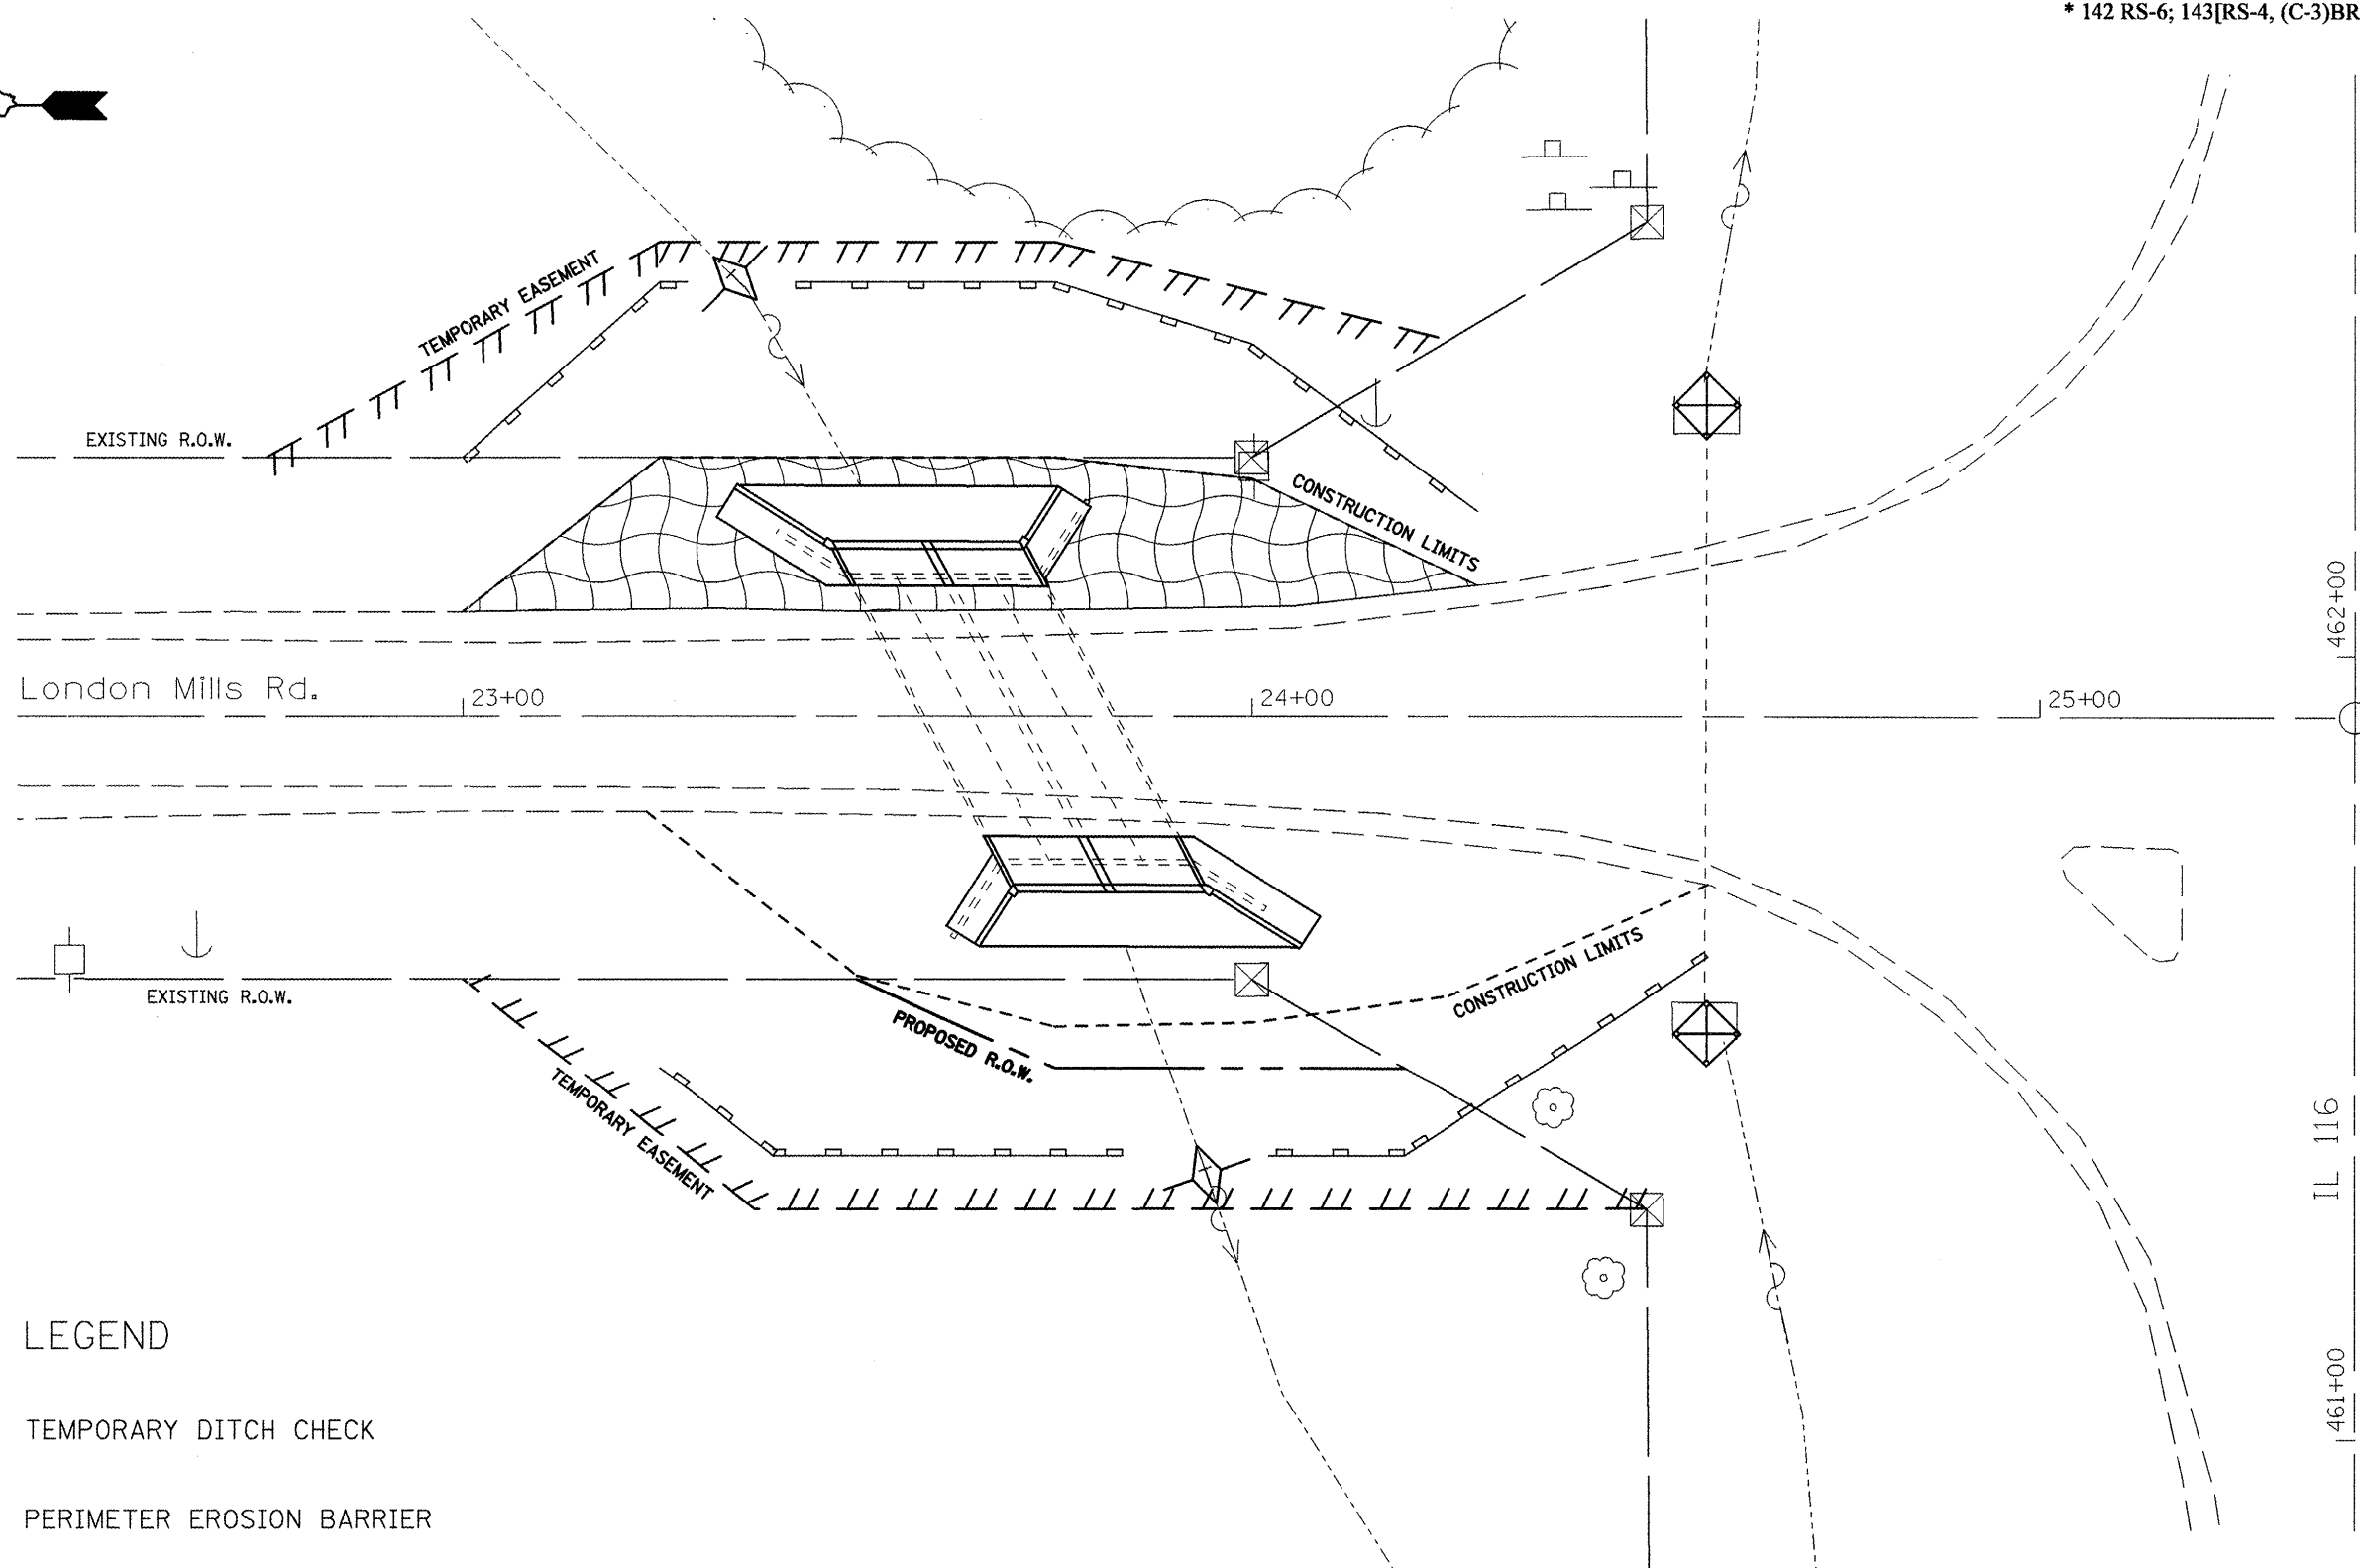 * 142 RS-6; 143[RS-4, (C-3)BR
TEMPORARY EASEMENT
EXISTING R.O.W.
CONSTRUCTION LIMITS
462+00
London Mills Rd.
23+00
24+00
25+00
EXISTING R.O.W.
PROPOSED R.O.W.
CONSTRUCTION LIMITS
TEMPORARY EASEMENT
IL 116
461+00
LEGEND
TEMPORARY DITCH CHECK
PERIMETER EROSION BARRIER